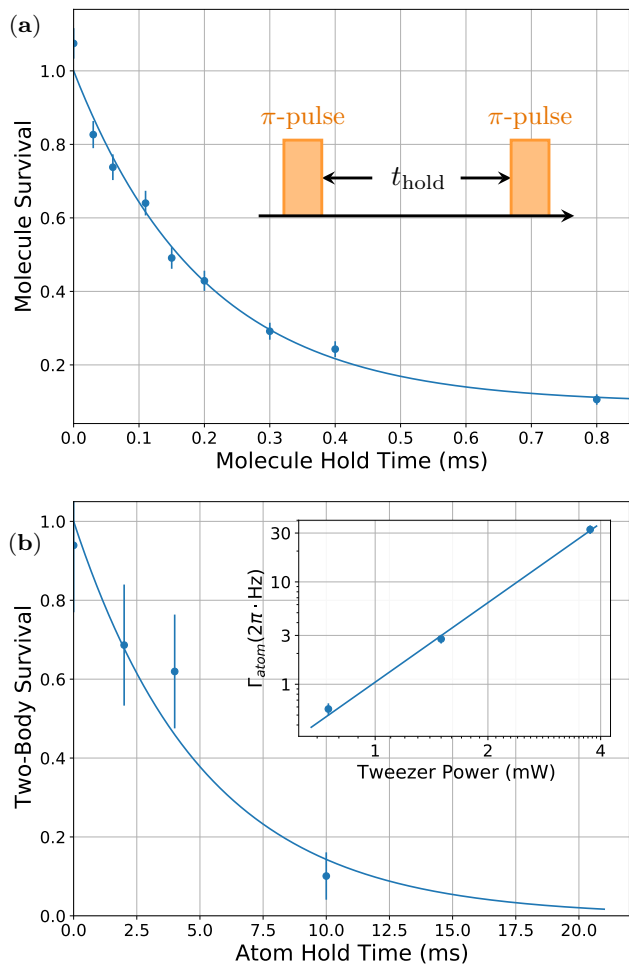 (a)
Molecule Survival
1.0
0.8
0.6
0.4
0.2
π-pulse
π-pulse
t_hold
0.0 0.1 0.2 0.3 0.4 0.5 0.6 0.7 0.8
Molecule Hold Time (ms)
(b)
Two-Body Survival
1.0
0.8
0.6
0.4
0.2
0.0
Γ_atom(2π·Hz)
30
10
3
1
1 2 4
Tweezer Power (mW)
0.0 2.5 5.0 7.5 10.0 12.5 15.0 17.5 20.0
Atom Hold Time (ms)